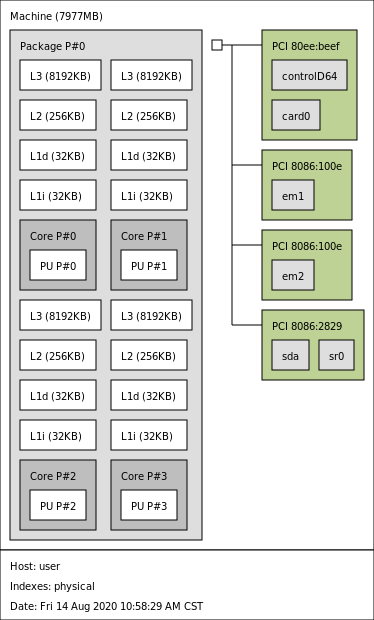 Machine (7977MB)
Package P#0
L3 (8192KB) L3 (8192KB)
L2 (256KB) L2 (256KB)
L1d (32KB) L1d (32KB)
L1i (32KB) L1i (32KB)
Core P#0 Core P#1
PU P#0 PU P#1
L3 (8192KB) L3 (8192KB)
L2 (256KB) L2 (256KB)
L1d (32KB) L1d (32KB)
L1i (32KB) L1i (32KB)
Core P#2 Core P#3
PU P#2 PU P#3
PCI 80ee:beef
controlD64
card0
PCI 8086:100e
em1
PCI 8086:100e
em2
PCI 8086:2829
sda sr0
Host: user
Indexes: physical
Date: Fri 14 Aug 2020 10:58:29 AM CST